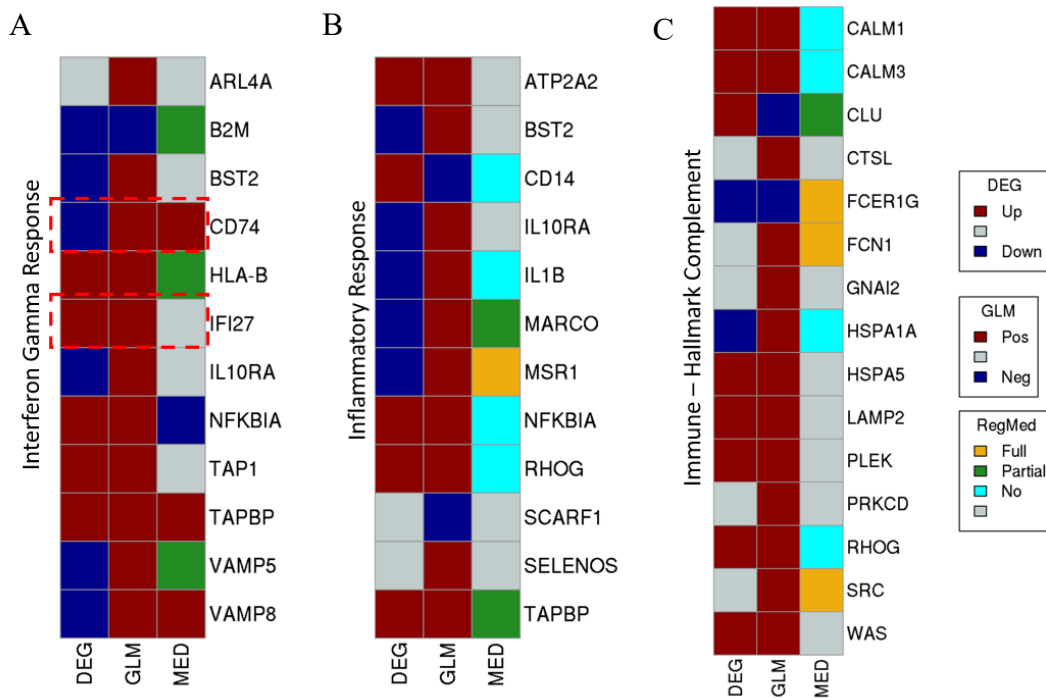 A
Interferon Gamma Response
ARL4A
B2M
BST2
CD74
HLA-B
IFI27
IL10RA
NFKBIA
TAP1
TAPBP
VAMP5
VAMP8
DEG
GLM
MED
B
Inflammatory Response
ATP2A2
BST2
CD14
IL10RA
IL1B
MARCO
MSR1
NFKBIA
RHOG
SCARF1
SELENOS
TAPBP
DEG
GLM
MED
C
Immune – Hallmark Complement
CALM1
CALM3
CLU
CTSL
FCER1G
FCN1
GNAI2
HSPA1A
HSPA5
LAMP2
PLEK
PRKCD
RHOG
SRC
WAS
DEG
GLM
MED
DEG
Up
Down
GLM
Pos
Neg
RegMed
Full
Partial
No